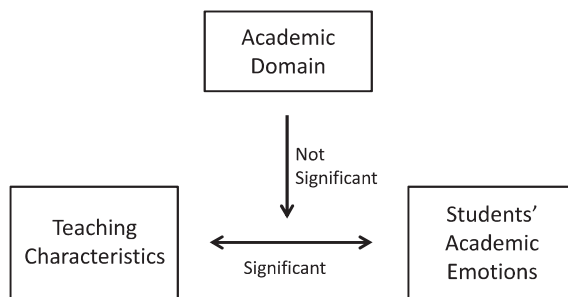 Academic
Domain
Not
Significant
Teaching
Characteristics
Significant
Students’
Academic
Emotions